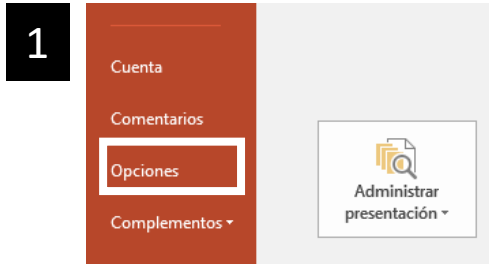 1
Cuenta
Comentarios
Opciones
Complementos
Administrar
presentación